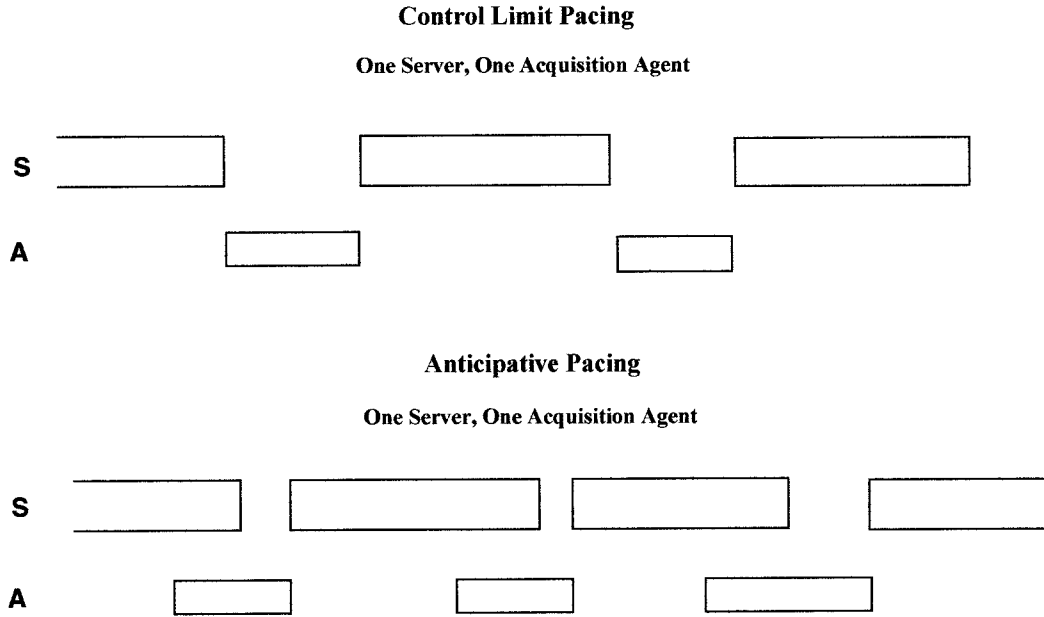 Control Limit Pacing
One Server, One Acquisition Agent
S
A
Anticipative Pacing
One Server, One Acquisition Agent
S
A